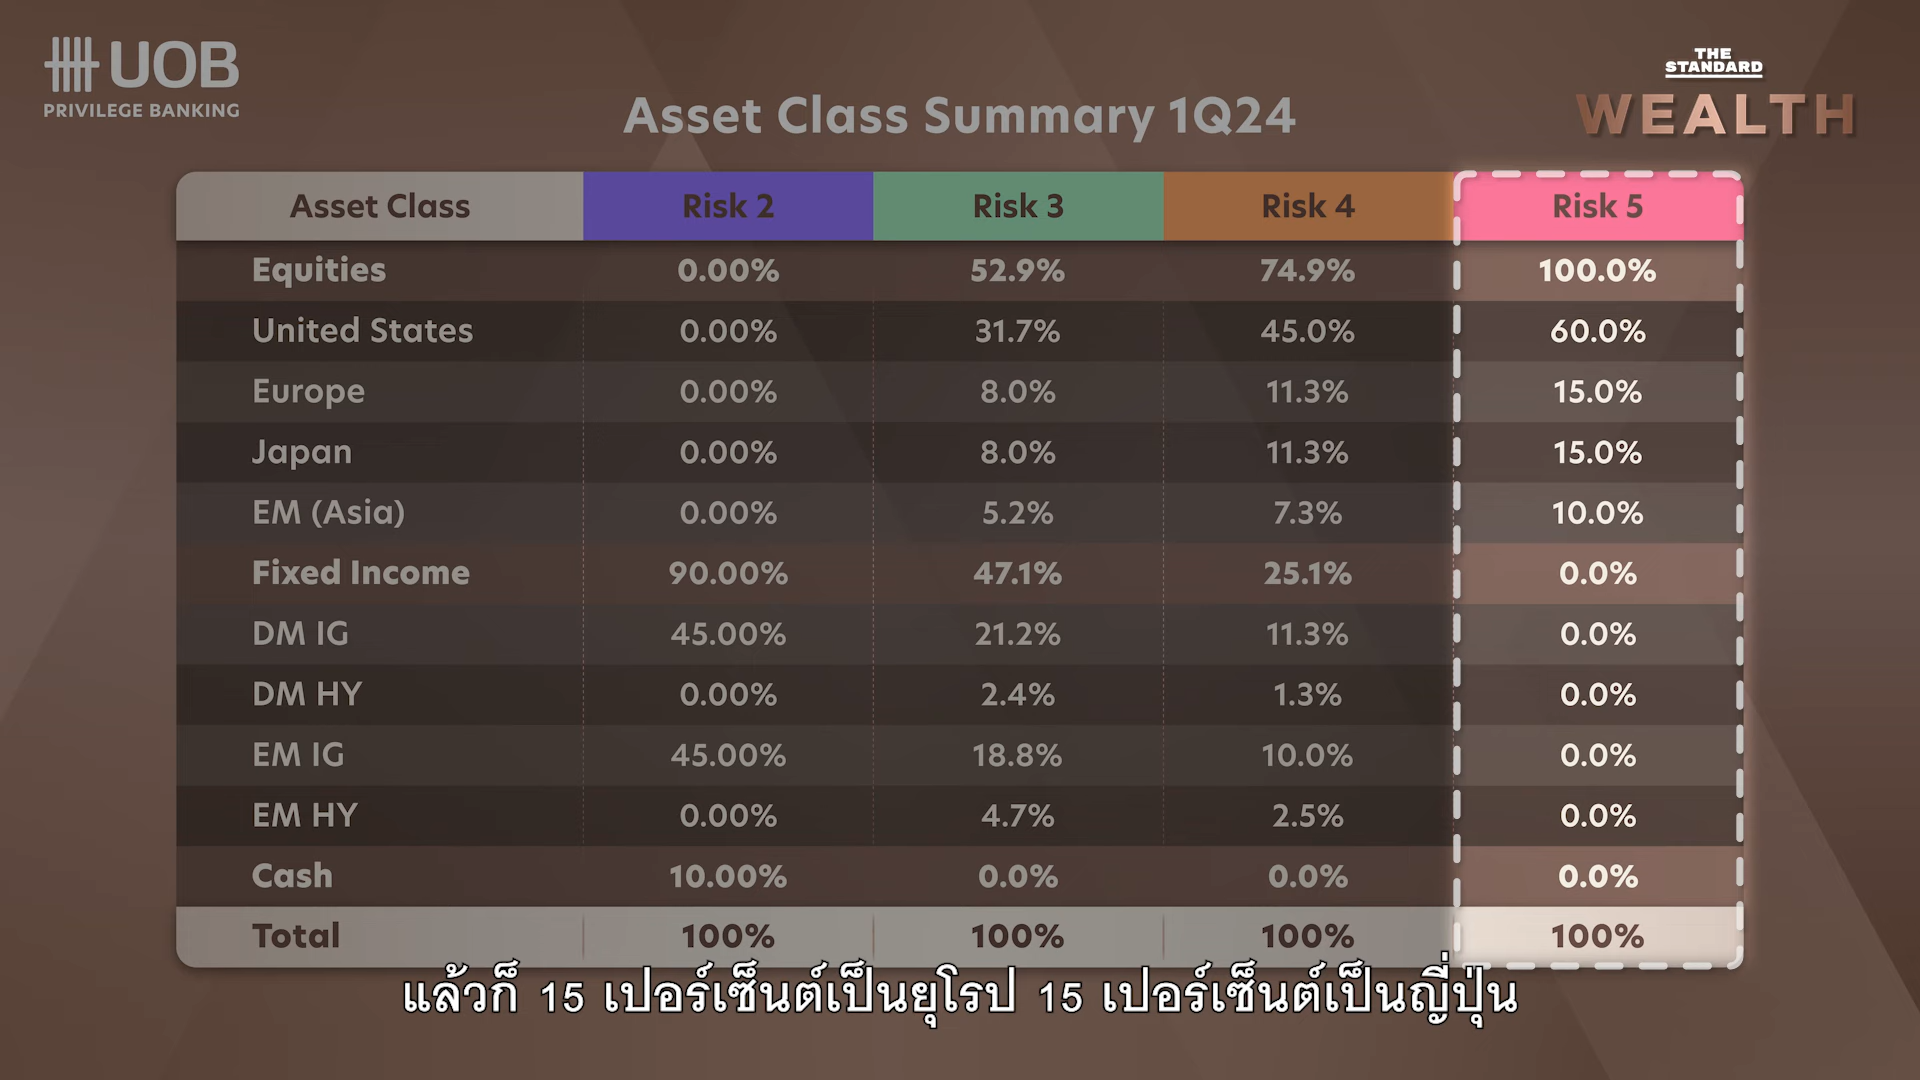 UOB
PRIVILEGE BANKING
THE
STANDARD
WEALTH
Asset Class Summary 1Q24
Asset Class Risk 2 Risk 3 Risk 4 Risk 5
Equities 0.00% 52.9% 74.9% 100.0%
United States 0.00% 31.7% 45.0% 60.0%
Europe 0.00% 8.0% 11.3% 15.0%
Japan 0.00% 8.0% 11.3% 15.0%
EM (Asia) 0.00% 5.2% 7.3% 10.0%
Fixed Income 90.00% 47.1% 25.1% 0.0%
DM IG 45.00% 21.2% 11.3% 0.0%
DM HY 0.00% 2.4% 1.3% 0.0%
EM IG 45.00% 18.8% 10.0% 0.0%
EM HY 0.00% 4.7% 2.5% 0.0%
Cash 10.00% 0.0% 0.0% 0.0%
Total 100% 100% 100% 100%
แล้วก็ 15 เปอร์เซ็นต์เป็นยุโรป 15 เปอร์เซ็นต์เป็นญี่ปุ่น